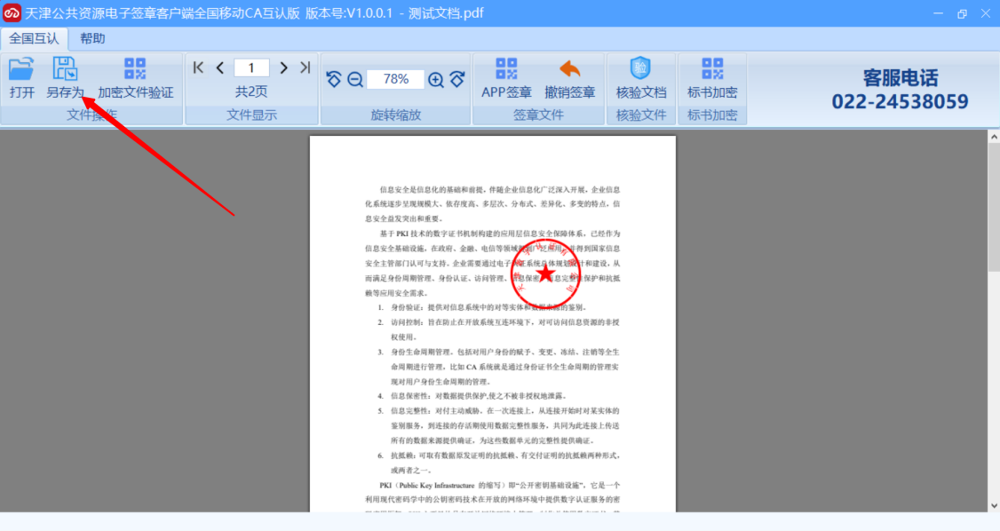 天津公共资源电子签章客户端全国移动CA互认版 版本号:V1.0.0.1 - 测试文档.pdf
全国互认 帮助
打开 另存为 加密文件验证
文件操作
1
共2页
文件显示
78%
旋转缩放
APP签章 撤销签章
签章文件
验
核验文档
核验文件
标书加密
标书加密
客服电话
022-24538059
信息安全是信息化的基础和前提，伴随企业信息化广泛深入开展，企业信息
化系统逐步呈现规模大、依存度高、多层次、分布式、差异化、多变的特点，信
息安全益发突出和重要。
基于 PKI 技术的数字证书机制构建的应用层信息安全保障体系，已经作为
信息安全基础设施，在政府、金融、电信等领域得到广泛应用，并得到国家信息
安全主管部门认可与支持。企业需要通过电子认证系统总体规划设计和建设，从
而满足身份周期管理、身份认证、访问管理、信息保密、信息完整性保护和抗抵
赖等应用安全需求。
1. 身份验证：提供对信息系统中的对等实体和数据来源的鉴别。
2. 访问控制：旨在防止在开放系统互连环境下，对可访问信息资源的非授
权使用。
3. 身份生命周期管理，包括对用户身份的赋予、变更、冻结、注销等全生
命周期进行管理，比如 CA 系统就是通过身份证书全生命周期的管理实
现对用户身份生命周期的管理。
4. 信息保密性：对数据提供保护,使之不被非授权地泄露。
5. 信息完整性：对付主动威胁，在一次连接上，从连接开始时对某实体的
鉴别服务，到连接的存活期使用数据完整性服务，共同为此连接上传送
所有的数据来源提供确证，为这些数据单元的完整性提供确证。
6. 抗抵赖：可取有数据原发证明的抗抵赖、有交付证明的抗抵赖两种形式，
或两者之一。
PKI（Public Key Infrastructure 的缩写）即“公开密钥基础设施”，它是一个
利用现代密码学中的公钥密码技术在开放的网络环境中提供数字认证服务的密